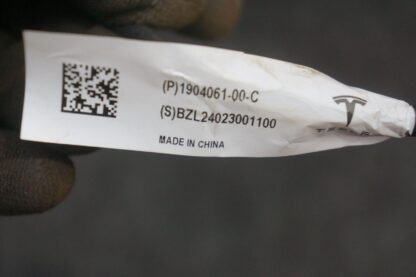 (P)1904061-00-C
(S)BZL24023001100
MADE IN CHINA